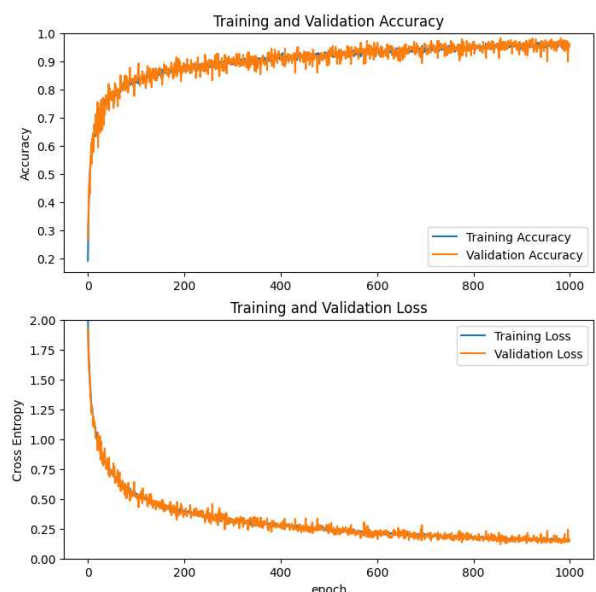 Training and Validation Accuracy
1.0
0.9
0.8
0.7
0.6
0.5
0.4
0.3
0.2
Accuracy
Training Accuracy
Validation Accuracy
0 200 400 600 800 1000
Training and Validation Loss
2.00
1.75
1.50
1.25
1.00
0.75
0.50
0.25
0.00
Cross Entropy
Training Loss
Validation Loss
0 200 400 600 800 1000
epoch